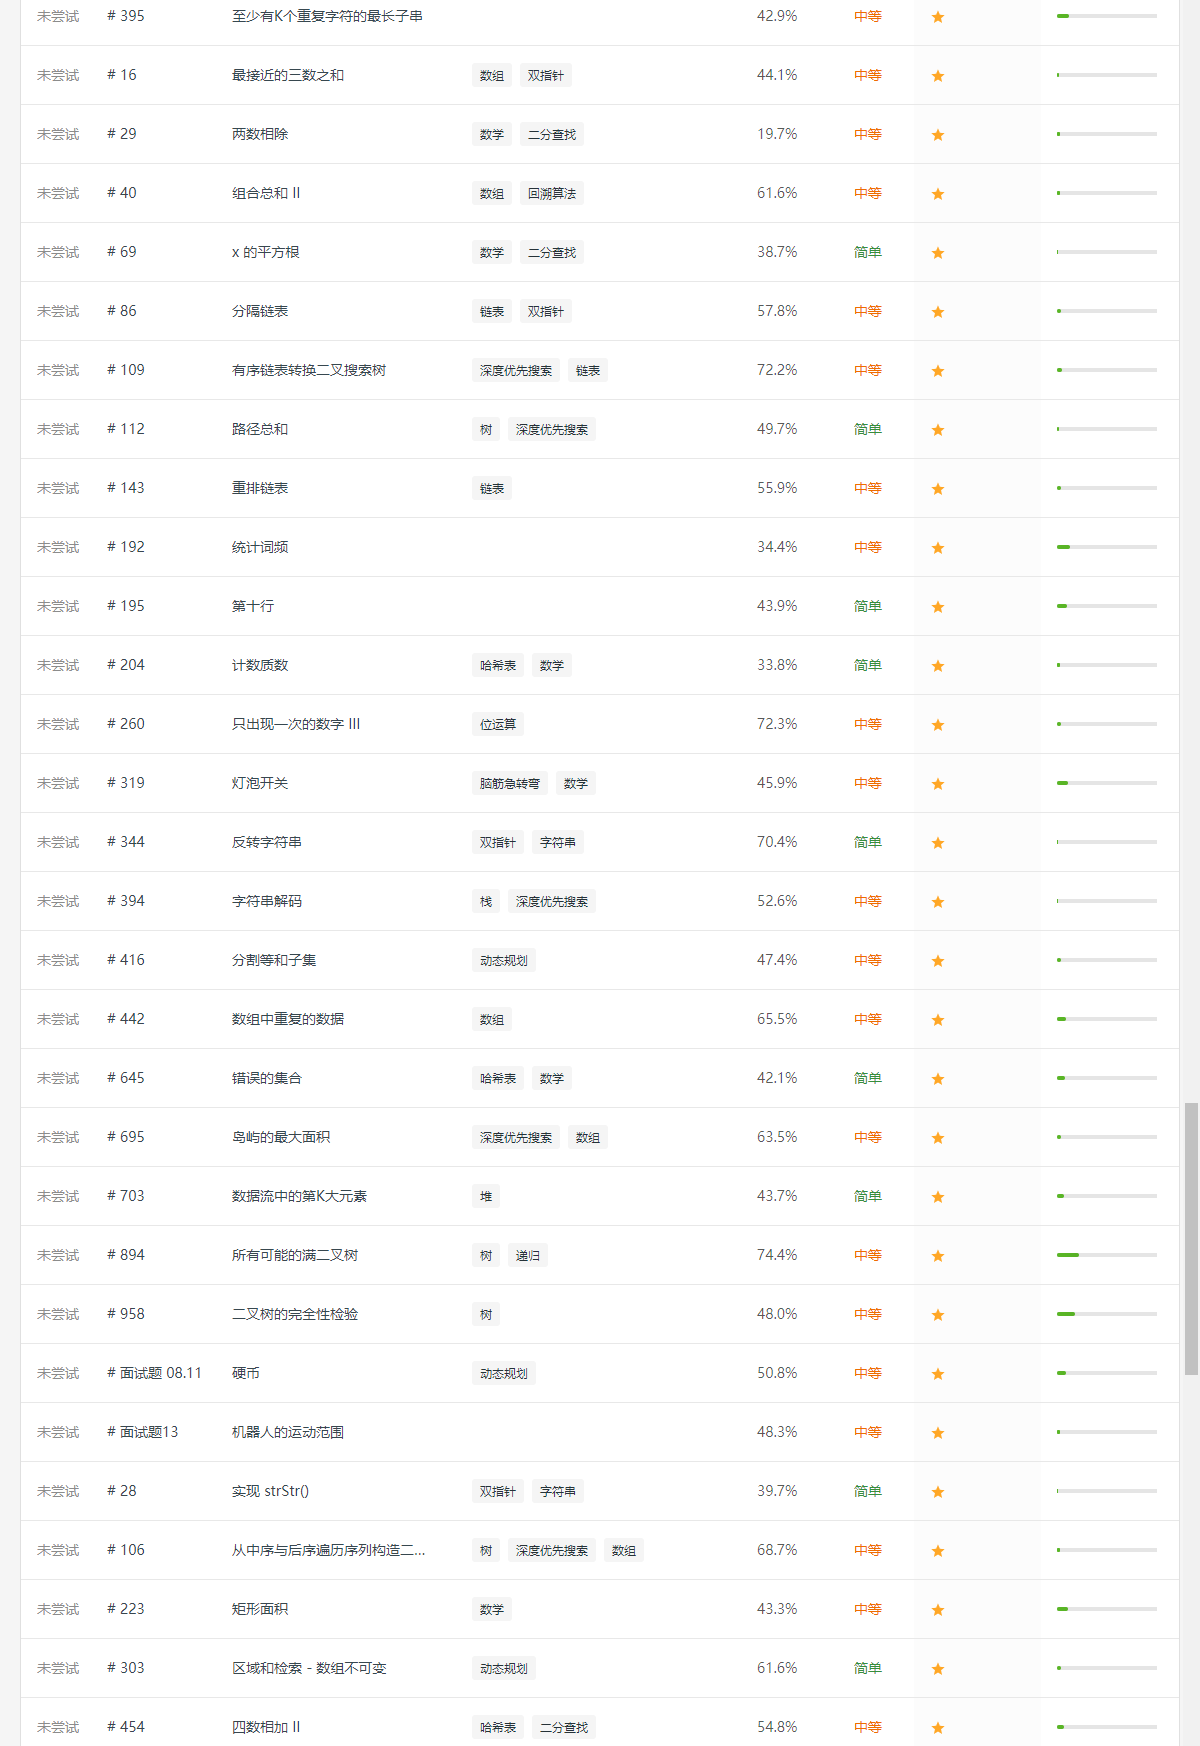 未尝试 # 395 至少有K个重复字符的最长子串 42.9% 中等
未尝试 # 16 最接近的三数之和 数组 双指针 44.1% 中等
未尝试 # 29 两数相除 数学 二分查找 19.7% 中等
未尝试 # 40 组合总和 II 数组 回溯算法 61.6% 中等
未尝试 # 69 x 的平方根 数学 二分查找 38.7% 简单
未尝试 # 86 分隔链表 链表 双指针 57.8% 中等
未尝试 # 109 有序链表转换二叉搜索树 深度优先搜索 链表 72.2% 中等
未尝试 # 112 路径总和 树 深度优先搜索 49.7% 简单
未尝试 # 143 重排链表 链表 55.9% 中等
未尝试 # 192 统计词频 34.4% 中等
未尝试 # 195 第十行 43.9% 简单
未尝试 # 204 计数质数 哈希表 数学 33.8% 简单
未尝试 # 260 只出现一次的数字 III 位运算 72.3% 中等
未尝试 # 319 灯泡开关 脑筋急转弯 数学 45.9% 中等
未尝试 # 344 反转字符串 双指针 字符串 70.4% 简单
未尝试 # 394 字符串解码 栈 深度优先搜索 52.6% 中等
未尝试 # 416 分割等和子集 动态规划 47.4% 中等
未尝试 # 442 数组中重复的数据 数组 65.5% 中等
未尝试 # 645 错误的集合 哈希表 数学 42.1% 简单
未尝试 # 695 岛屿的最大面积 深度优先搜索 数组 63.5% 中等
未尝试 # 703 数据流中的第K大元素 堆 43.7% 简单
未尝试 # 894 所有可能的满二叉树 树 递归 74.4% 中等
未尝试 # 958 二叉树的完全性检验 树 48.0% 中等
未尝试 # 面试题 08.11 硬币 动态规划 50.8% 中等
未尝试 # 面试题13 机器人的运动范围 48.3% 中等
未尝试 # 28 实现 strStr() 双指针 字符串 39.7% 简单
未尝试 # 106 从中序与后序遍历序列构造二... 树 深度优先搜索 数组 68.7% 中等
未尝试 # 223 矩形面积 数学 43.3% 中等
未尝试 # 303 区域和检索 - 数组不可变 动态规划 61.6% 简单
未尝试 # 454 四数相加 II 哈希表 二分查找 54.8% 中等